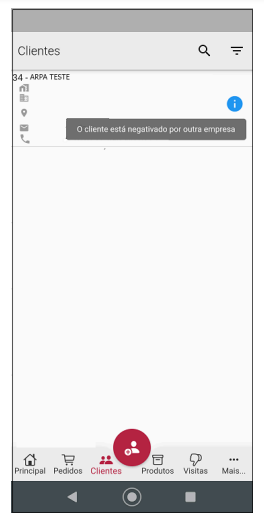 Clientes
34 - ARPA TESTE
O cliente está negativado por outra empresa
Principal Pedidos Clientes Produtos Visitas Mais...